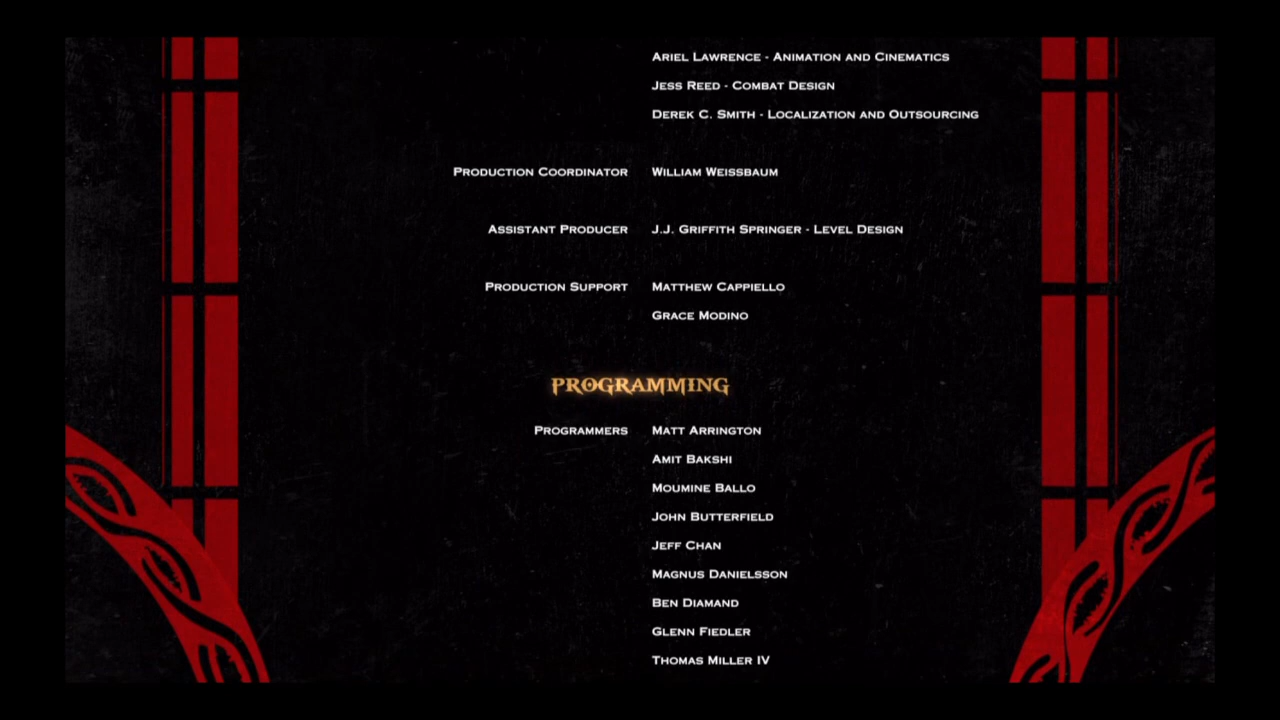 Ariel Lawrence - Animation and Cinematics
Jess Reed - Combat Design
Derek C. Smith - Localization and Outsourcing
Production Coordinator William Weissbaum
Assistant Producer J.J. Griffith Springer - Level Design
Production Support Matthew Cappiello
Grace Modino
PROGRAMMING
Programmers Matt Arrington
Amit Bakshi
Moumine Ballo
John Butterfield
Jeff Chan
Magnus Danielsson
Ben Diamand
Glenn Fiedler
Thomas Miller IV